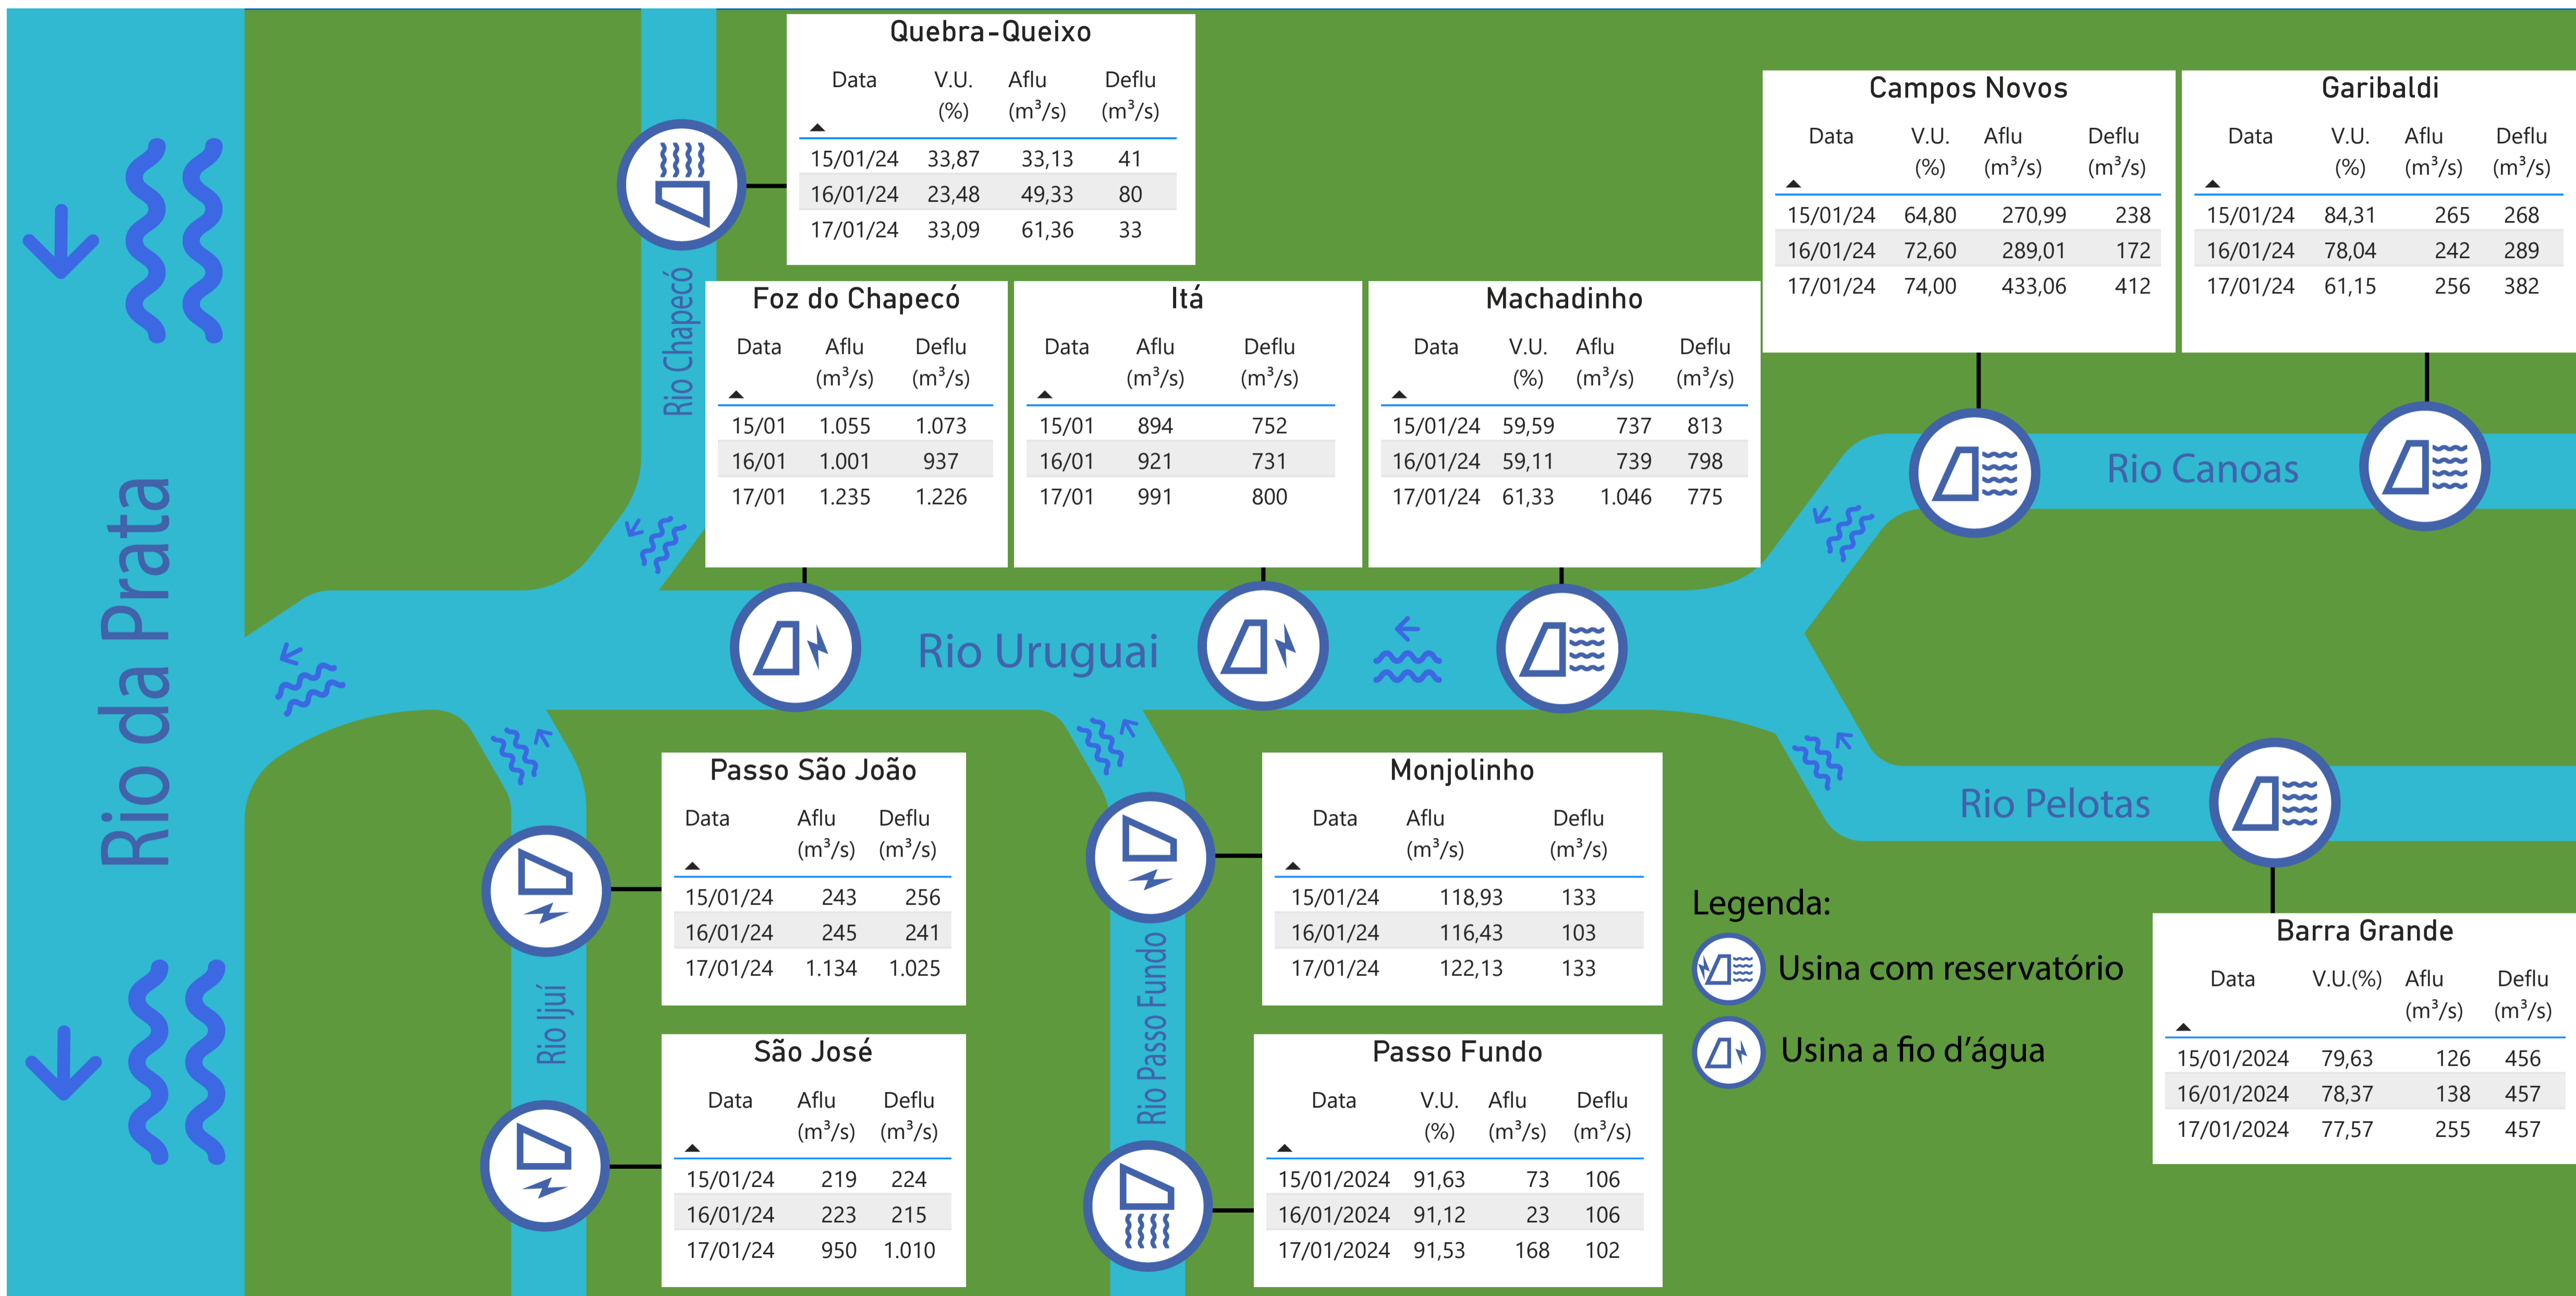 Quebra-Queixo
Data V.U. Aflu Deflu
(%) (m³/s) (m³/s)
15/01/24 33,87 33,13 41
16/01/24 23,48 49,33 80
17/01/24 33,09 61,36 33
Campos Novos
Data V.U. Aflu Deflu
(%) (m³/s) (m³/s)
15/01/24 64,80 270,99 238
16/01/24 72,60 289,01 172
17/01/24 74,00 433,06 412
Garibaldi
Data V.U. Aflu Deflu
(%) (m³/s) (m³/s)
15/01/24 84,31 265 268
16/01/24 78,04 242 289
17/01/24 61,15 256 382
Rio Chapecó
Foz do Chapecó
Data Aflu Deflu
(m³/s) (m³/s)
15/01 1.055 1.073
16/01 1.001 937
17/01 1.235 1.226
Itá
Data Aflu Deflu
(m³/s) (m³/s)
15/01 894 752
16/01 921 731
17/01 991 800
Machadinho
Data V.U. Aflu Deflu
(%) (m³/s) (m³/s)
15/01/24 59,59 737 813
16/01/24 59,11 739 798
17/01/24 61,33 1.046 775
Rio Canoas
Rio da Prata
Rio Uruguai
Rio Pelotas
Passo São João
Data Aflu Deflu
(m³/s) (m³/s)
15/01/24 243 256
16/01/24 245 241
17/01/24 1.134 1.025
Monjolinho
Data Aflu Deflu
(m³/s) (m³/s)
15/01/24 118,93 133
16/01/24 116,43 103
17/01/24 122,13 133
Legenda:
Usina com reservatório
Usina a fio d’água
Barra Grande
Data V.U.(%) Aflu Deflu
(m³/s) (m³/s)
15/01/2024 79,63 126 456
16/01/2024 78,37 138 457
17/01/2024 77,57 255 457
Rio Ijuí
São José
Data Aflu Deflu
(m³/s) (m³/s)
15/01/24 219 224
16/01/24 223 215
17/01/24 950 1.010
Rio Passo Fundo
Passo Fundo
Data V.U. Aflu Deflu
(%) (m³/s) (m³/s)
15/01/2024 91,63 73 106
16/01/2024 91,12 23 106
17/01/2024 91,53 168 102